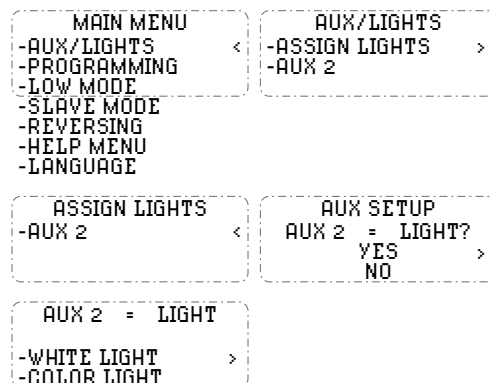 MAIN MENU
-AUX/LIGHTS <
-PROGRAMMING
-LOW MODE
-SLAVE MODE
-REVERSING
-HELP MENU
-LANGUAGE
AUX/LIGHTS
-ASSIGN LIGHTS >
-AUX 2
ASSIGN LIGHTS
-AUX 2 <
AUX SETUP
AUX 2 = LIGHT?
YES >
NO
AUX 2 = LIGHT
-WHITE LIGHT >
-COLOR LIGHT